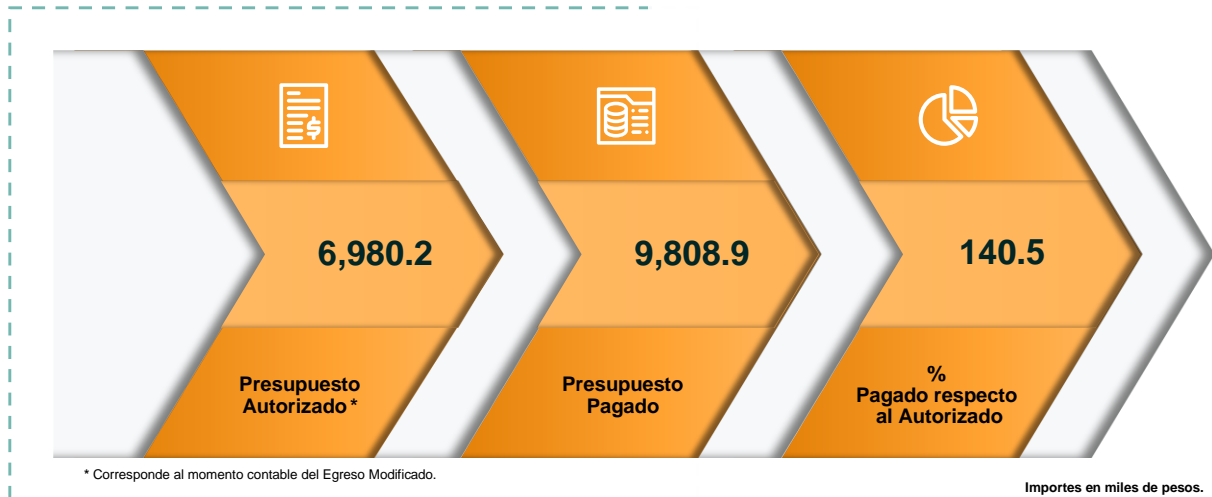 6,980.2
9,808.9
140.5
Presupuesto
Autorizado *
Presupuesto
Pagado
%
Pagado respecto
al Autorizado
* Corresponde al momento contable del Egreso Modificado.
Importes en miles de pesos.